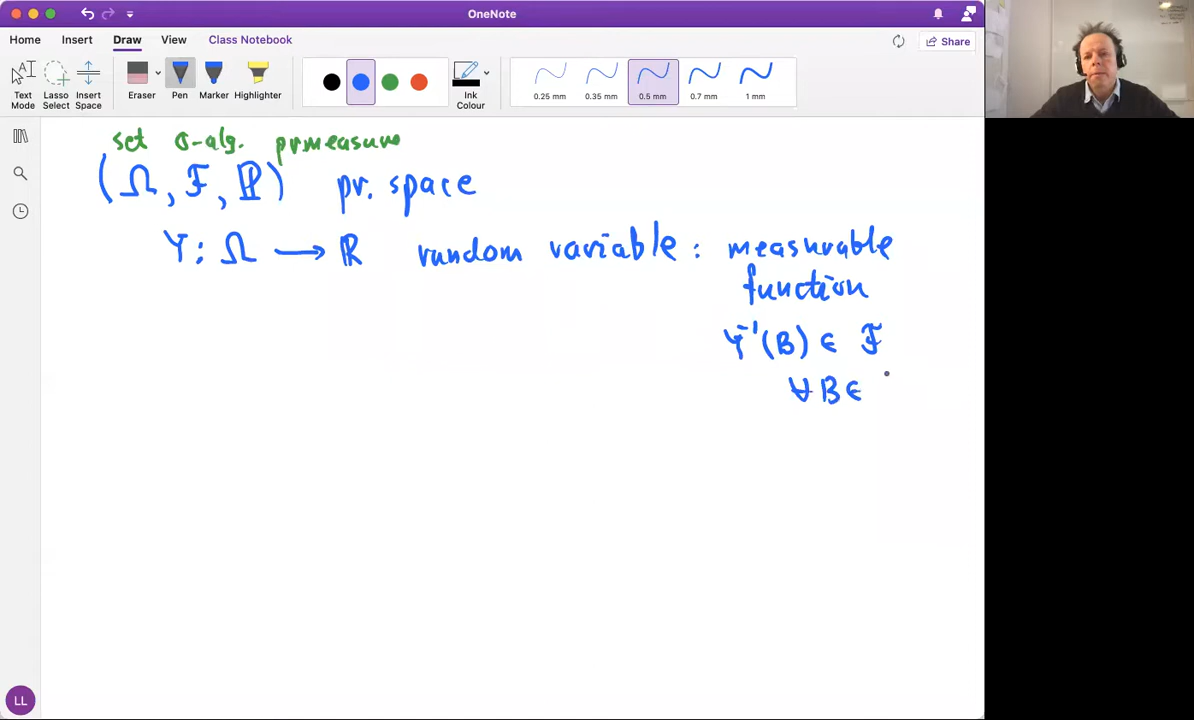 OneNote
Home Insert Draw View Class Notebook
Share
Text Mode
Lasso Select
Insert Space
Eraser
Pen
Marker
Highlighter
Ink Colour
0.25 mm
0.35 mm
0.5 mm
0.7 mm
1 mm
set σ-alg. pr measure
(Ω, ℱ, ℙ) pr. space
Y: Ω ⟶ ℝ random variable: measurable
function
Y⁻¹(B) ∈ ℱ
∀B∈
LL